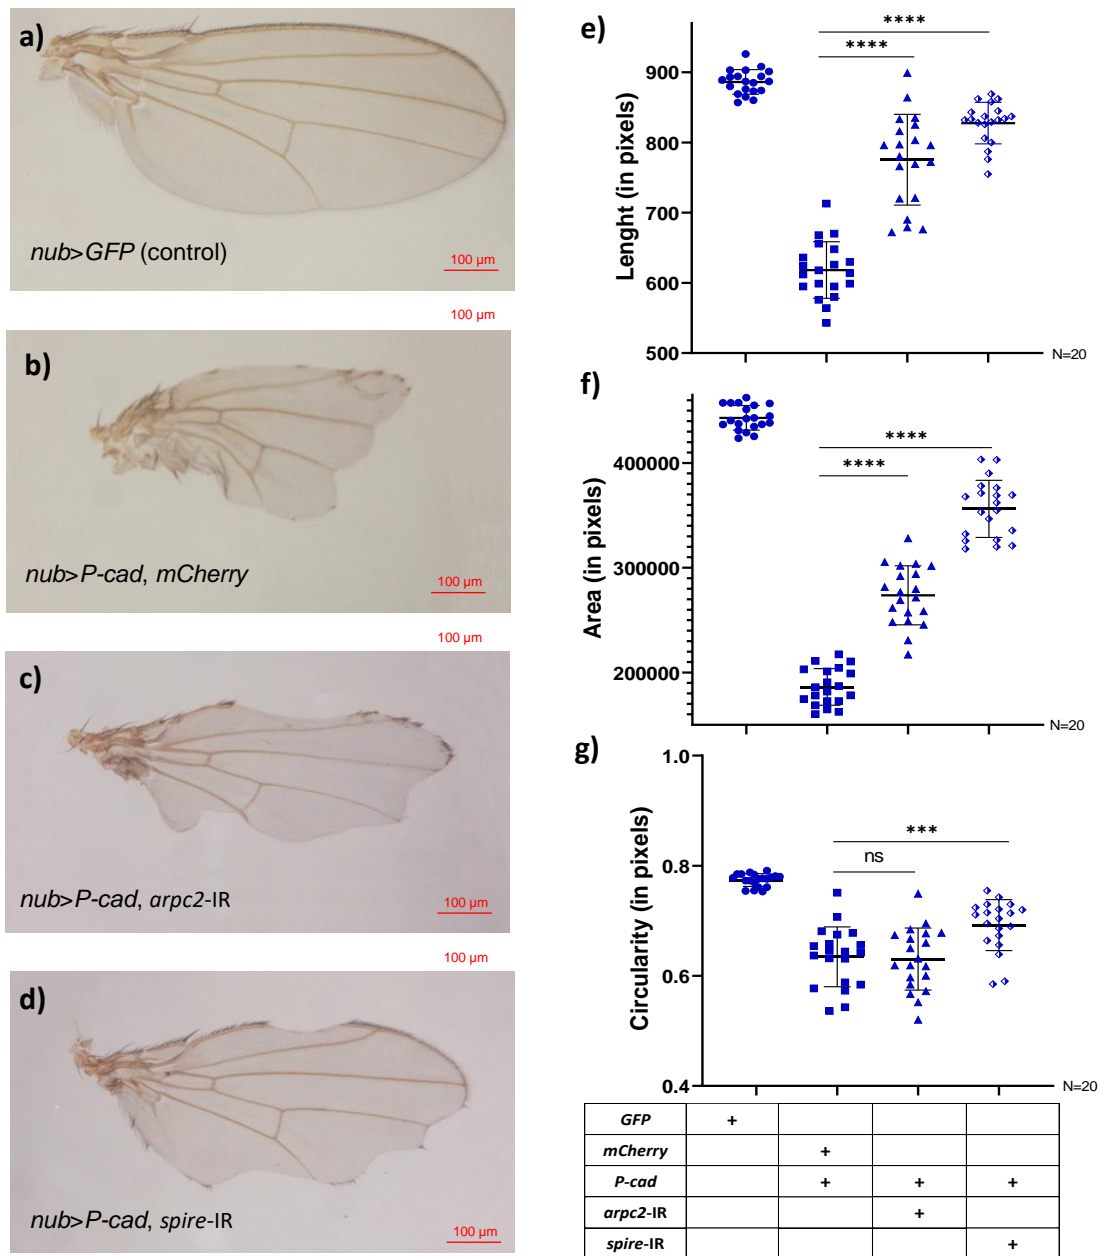 a)
nub>GFP (control)
100 µm
100 µm
b)
nub>P-cad, mCherry
100 µm
100 µm
c)
nub>P-cad, arpc2-IR
100 µm
100 µm
d)
nub>P-cad, spire-IR
100 µm
e)
****
****
Lenght (in pixels)
900
800
700
600
500
N=20
f)
****
****
Area (in pixels)
400000
300000
200000
N=20
g)
***
ns
Circularity (in pixels)
1.0
0.8
0.6
0.4
N=20
GFP +
mCherry +
P-cad + + +
arpc2-IR +
spire-IR +